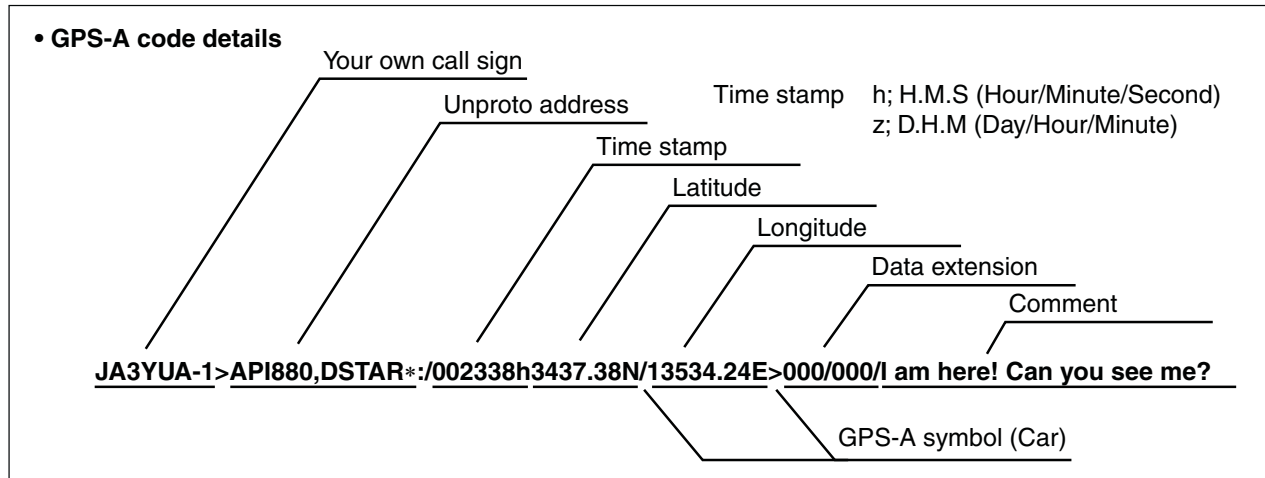 • GPS-A code details
Your own call sign
Unproto address
Time stamp h; H.M.S (Hour/Minute/Second)
z; D.H.M (Day/Hour/Minute)
Time stamp
Latitude
Longitude
Data extension
Comment
JA3YUA-1>API880,DSTAR*:/002338h3437.38N/13534.24E>000/000/I am here! Can you see me?
GPS-A symbol (Car)